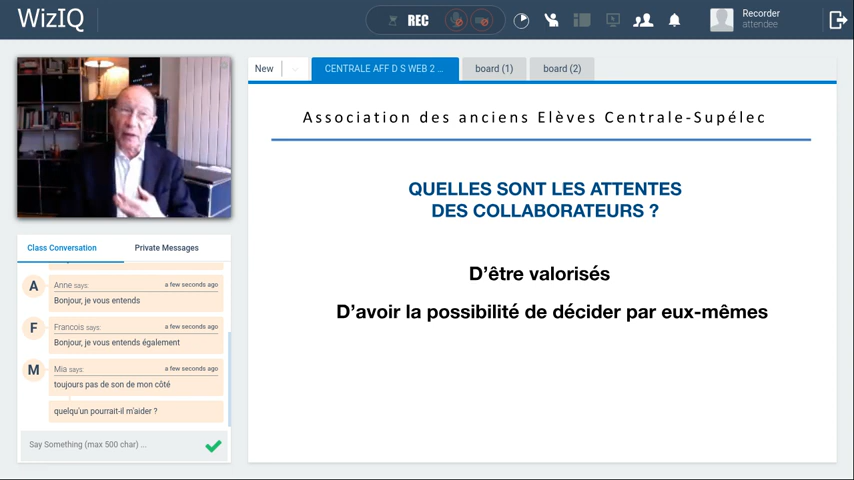 WizIQ
REC
Recorder
attendee
New
CENTRALE AFF D S WEB 2 ...
board (1)
board (2)
Association des anciens Elèves Centrale-Supélec
QUELLES SONT LES ATTENTES
DES COLLABORATEURS ?
D'être valorisés
D'avoir la possibilité de décider par eux-mêmes
Class Conversation
Private Messages
A
Anne says:
a few seconds ago
Bonjour, je vous entends
F
Francois says:
a few seconds ago
Bonjour, je vous entends également
M
Mia says:
a few seconds ago
toujours pas de son de mon côté
quelqu'un pourrait-il m'aider ?
Say Something (max 500 char) ...